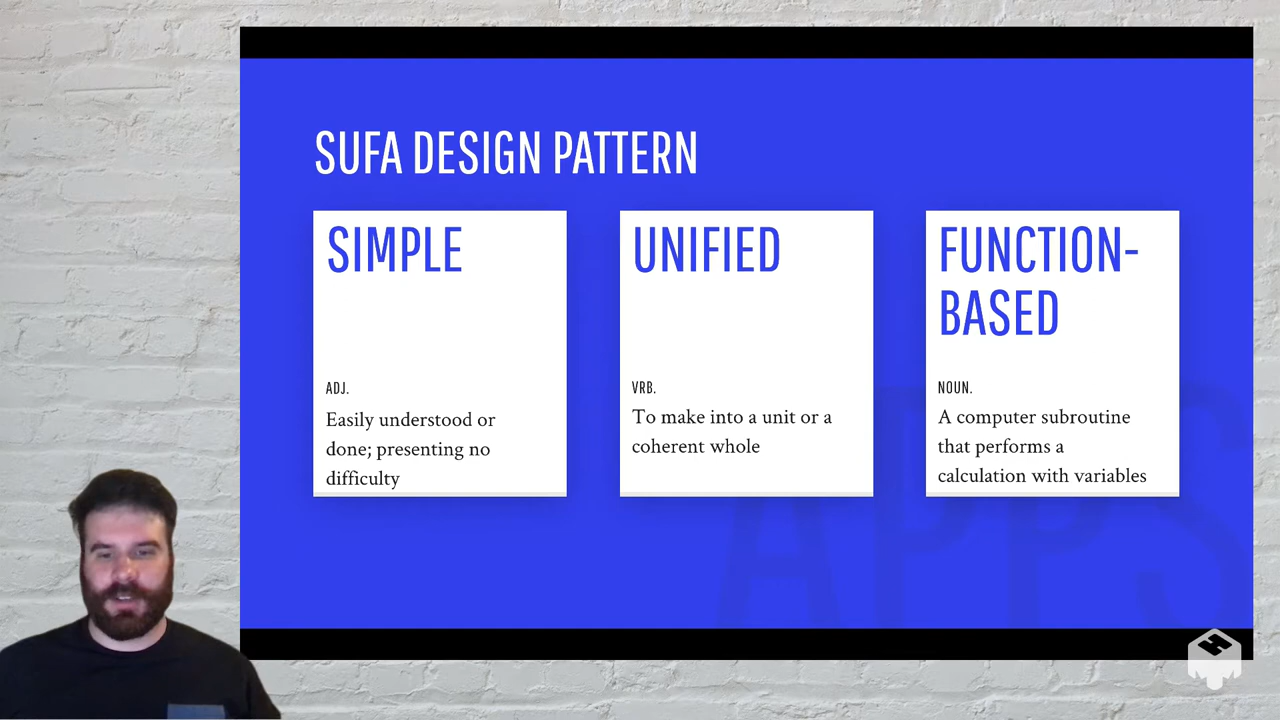 SUFA DESIGN PATTERN
SIMPLE
ADJ.
Easily understood or
done; presenting no
difficulty
UNIFIED
VRB.
To make into a unit or a
coherent whole
FUNCTION-
BASED
NOUN.
A computer subroutine
that performs a
calculation with variables
APPS